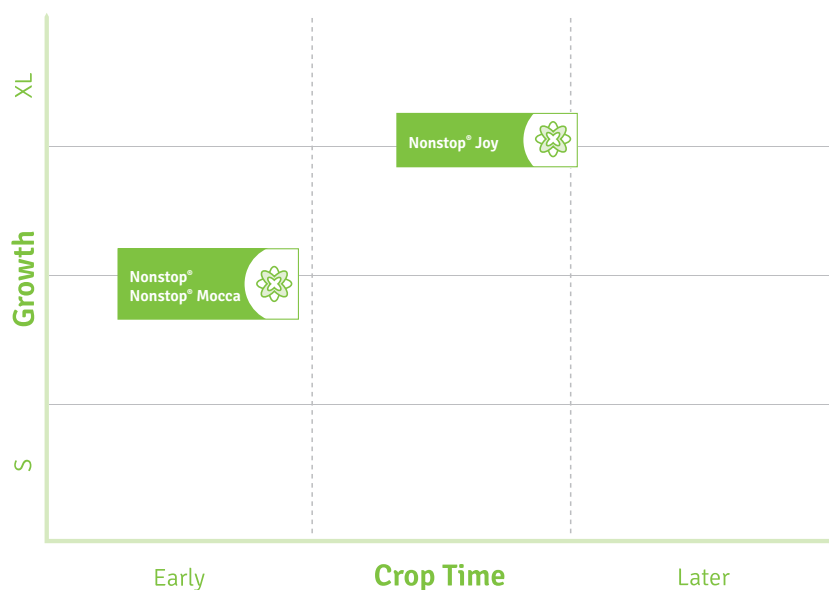 XL
Nonstop® Joy
Growth
Nonstop®
Nonstop® Mocca
S
Early
Crop Time
Later